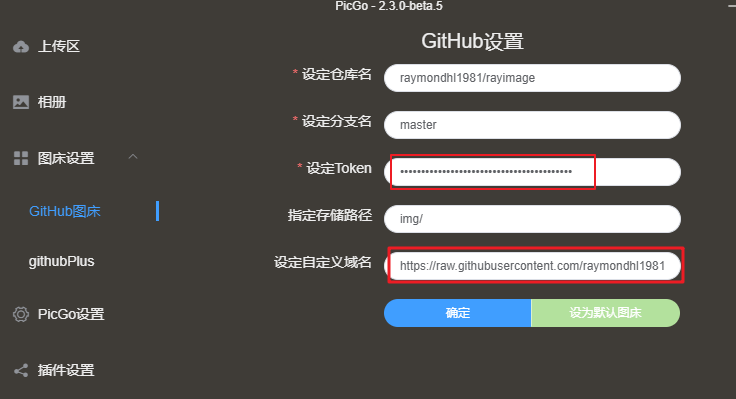 PicGo - 2.3.0-beta.5
上传区
相册
图床设置
GitHub图床
githubPlus
PicGo设置
插件设置
GitHub设置
* 设定仓库名
raymondhl1981/rayimage
* 设定分支名
master
* 设定Token
指定存储路径
img/
设定自定义域名
https://raw.githubusercontent.com/raymondhl1981
确定
设为默认图床